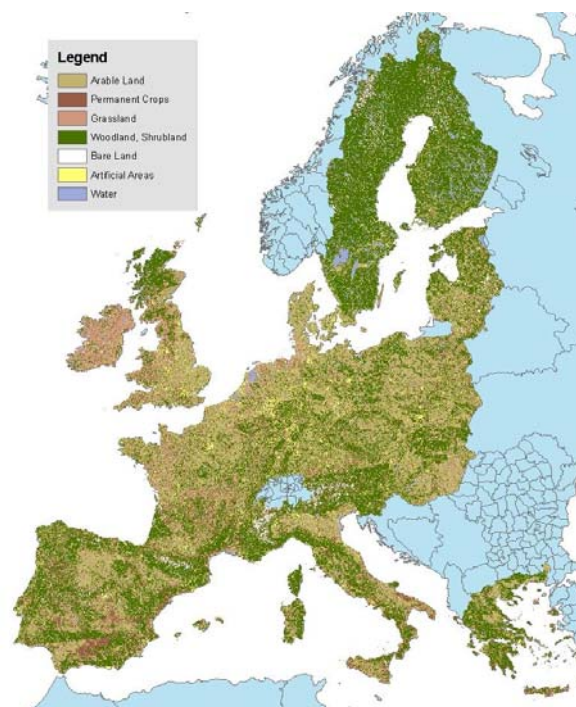 Legend
Arable Land
Permanent Crops
Grassland
Woodland, Shrubland
Bare Land
Artificial Areas
Water